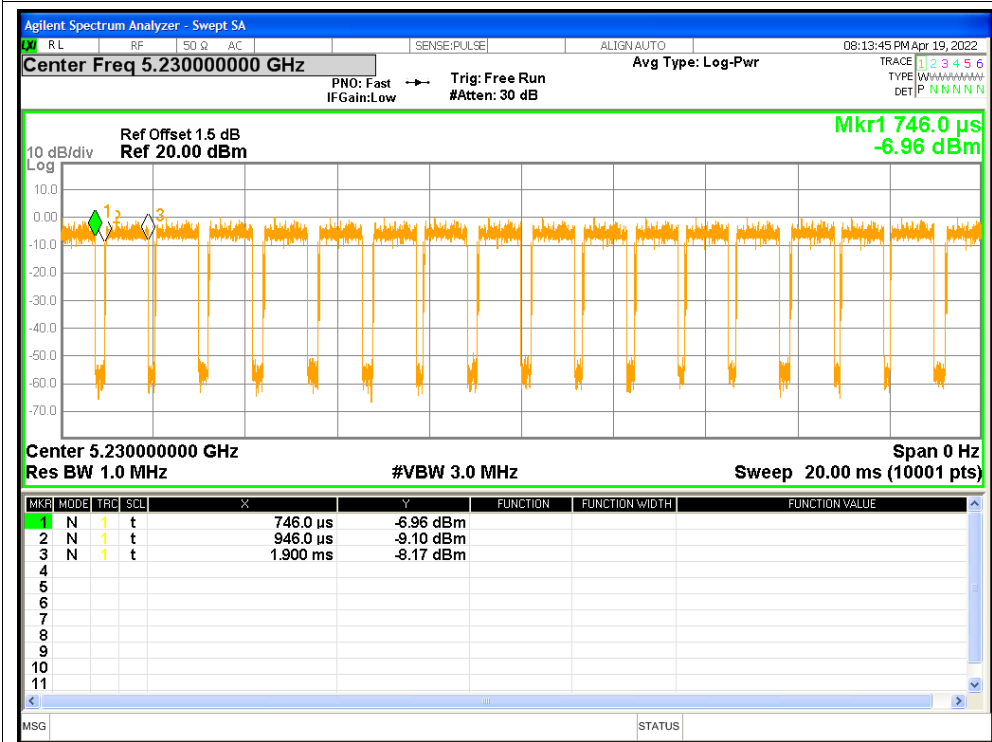 Agilent Spectrum Analyzer - Swept SA
LXI RL RF 50 Ω AC SENSE:PULSE ALIGN AUTO 08:13:45 PM Apr 19, 2022
Center Freq 5.230000000 GHz
Avg Type: Log-Pwr
TRACE 1 2 3 4 5 6
PNO: Fast Trig: Free Run
TYPE W
IFGain:Low #Atten: 30 dB
DET P N N N N N
Mkr1 746.0 µs
-6.96 dBm
Ref Offset 1.5 dB
10 dB/div Ref 20.00 dBm
Log
10.0
0.00
-10.0
-20.0
-30.0
-40.0
-50.0
-60.0
-70.0
1 2 3
Center 5.230000000 GHz Span 0 Hz
Res BW 1.0 MHz #VBW 3.0 MHz Sweep 20.00 ms (10001 pts)
MKR MODE TRC SCL X Y FUNCTION FUNCTION WIDTH FUNCTION VALUE
1 N 1 t 746.0 µs -6.96 dBm
2 N 1 t 946.0 µs -9.10 dBm
3 N 1 t 1.900 ms -8.17 dBm
4
5
6
7
8
9
10
11
MSG STATUS